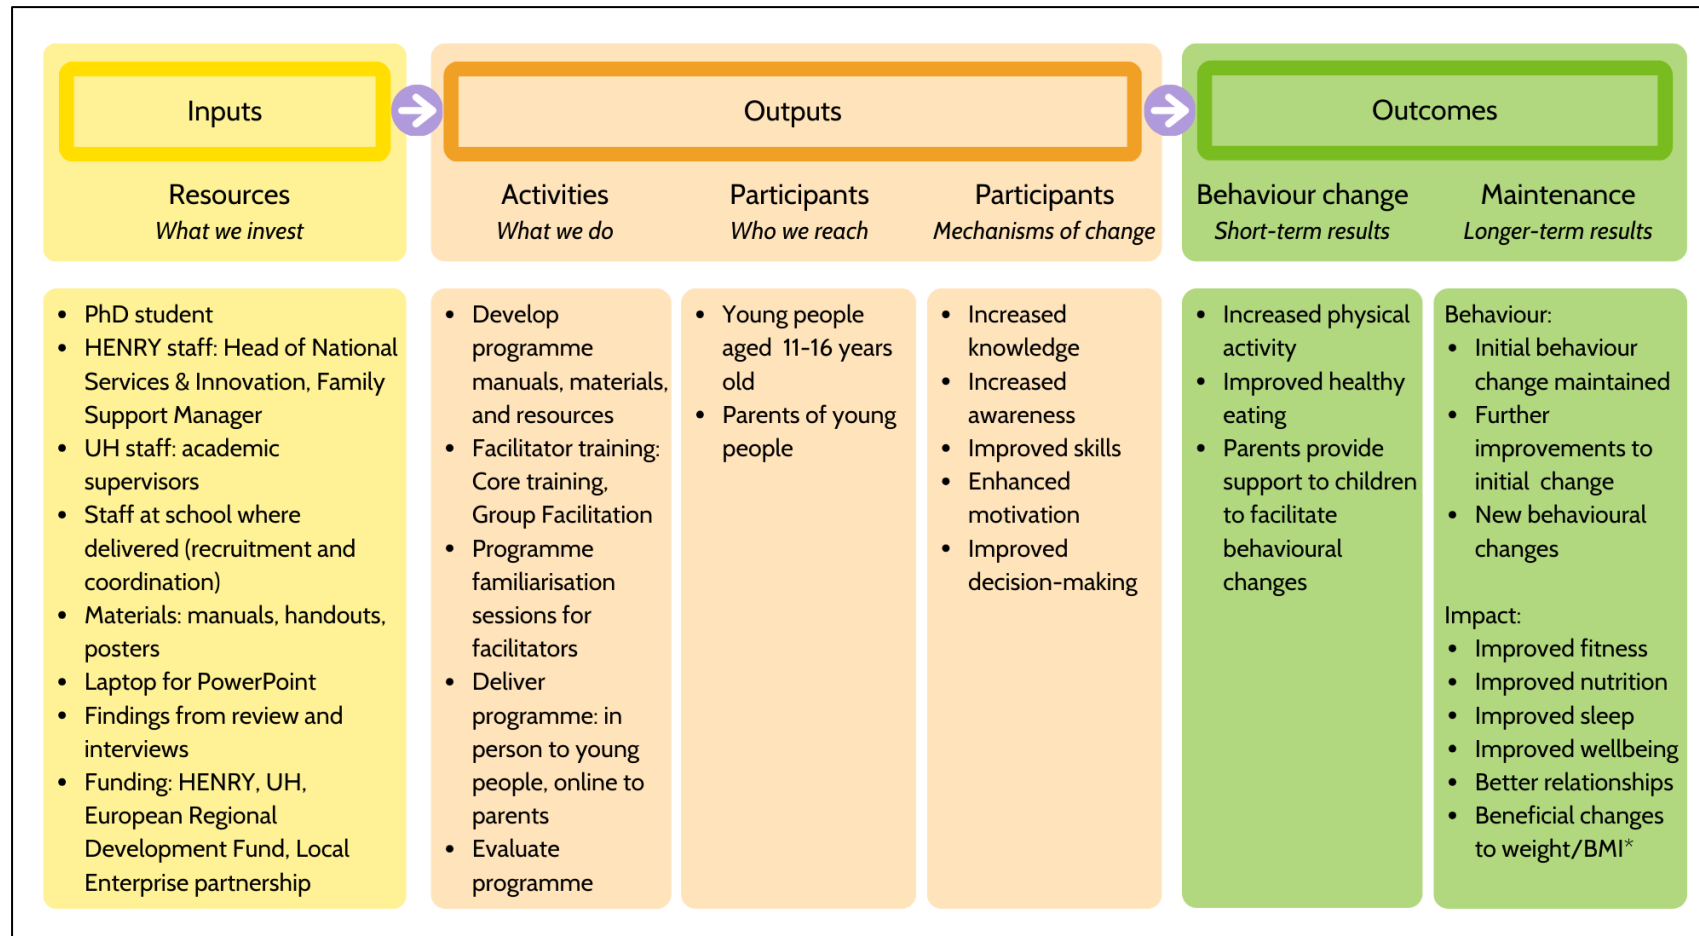 Inputs
Outputs
Outcomes
Resources
What we invest
Activities
What we do
Participants
Who we reach
Participants
Mechanisms of change
Behaviour change
Short-term results
Maintenance
Longer-term results
• PhD student
• HENRY staff: Head of National
Services & Innovation, Family
Support Manager
• UH staff: academic
supervisors
• Staff at school where
delivered (recruitment and
coordination)
• Materials: manuals, handouts,
posters
• Laptop for PowerPoint
• Findings from review and
interviews
• Funding: HENRY, UH,
European Regional
Development Fund, Local
Enterprise partnership
• Develop
programme
manuals, materials,
and resources
• Facilitator training:
Core training,
Group Facilitation
• Programme
familiarisation
sessions for
facilitators
• Deliver
programme: in
person to young
people, online to
parents
• Evaluate
programme
• Young people
aged 11-16 years
old
• Parents of young
people
• Increased
knowledge
• Increased
awareness
• Improved skills
• Enhanced
motivation
• Improved
decision-making
• Increased physical
activity
• Improved healthy
eating
• Parents provide
support to children
to facilitate
behavioural
changes
Behaviour:
• Initial behaviour
change maintained
• Further
improvements to
initial change
• New behavioural
changes
Impact:
• Improved fitness
• Improved nutrition
• Improved sleep
• Improved wellbeing
• Better relationships
• Beneficial changes
to weight/BMI*